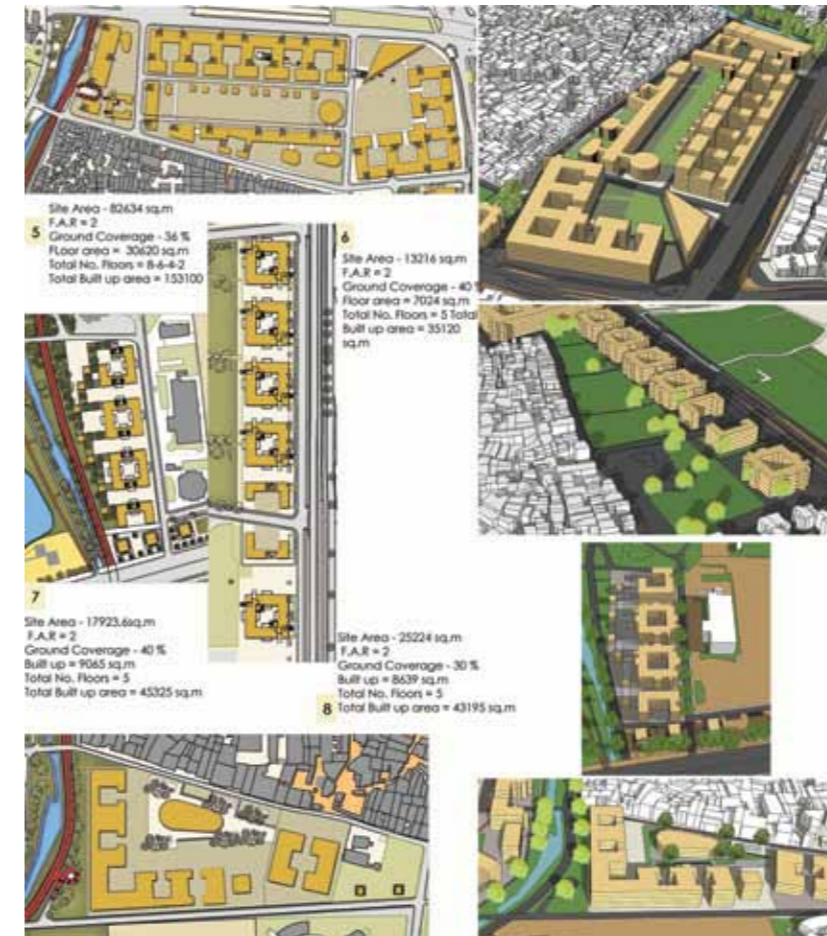 5
Site Area - 82634 sq.m
F.A.R = 2
Ground Coverage - 36 %
FLoor area = 30620 sq.m
Total No. Floors = 8-6-4-2
Total Built up area = 153100
6
Site Area - 13216 sq.m
F.A.R = 2
Ground Coverage - 40 %
Floor area = 7024 sq.m
Total No. Floors = 5 Total
Built up area = 35120
sq.m
7
Site Area - 17923.6sq.m
F.A.R = 2
Ground Coverage - 40 %
Built up = 9065 sq.m
Total No. Floors = 5
Total Built up area = 45325 sq.m
8
Site Area - 25224 sq.m
F.A.R = 2
Ground Coverage - 30 %
Built up = 8639 sq.m
Total No. Floors = 5
Total Built up area = 43195 sq.m